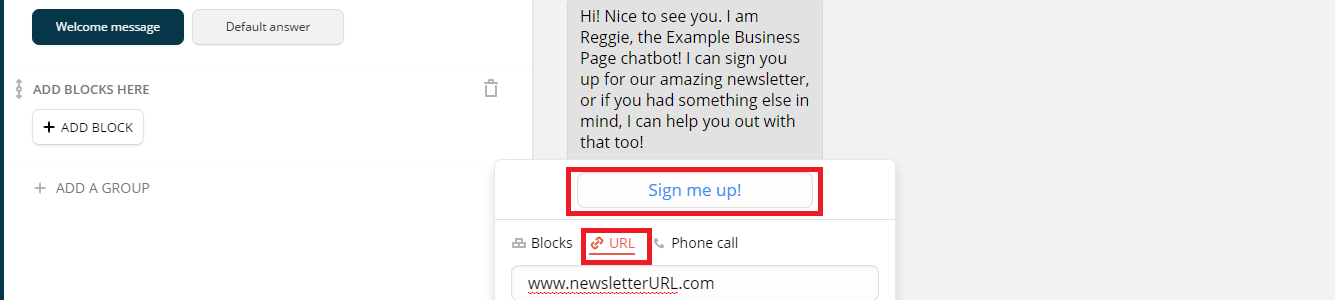 Welcome message
Default answer
ADD BLOCKS HERE
+ ADD BLOCK
+ ADD A GROUP
Hi! Nice to see you. I am
Reggie, the Example Business
Page chatbot! I can sign you
up for our amazing newsletter,
or if you had something else in
mind, I can help you out with
that too!
Sign me up!
Blocks
URL
Phone call
www.newsletterURL.com